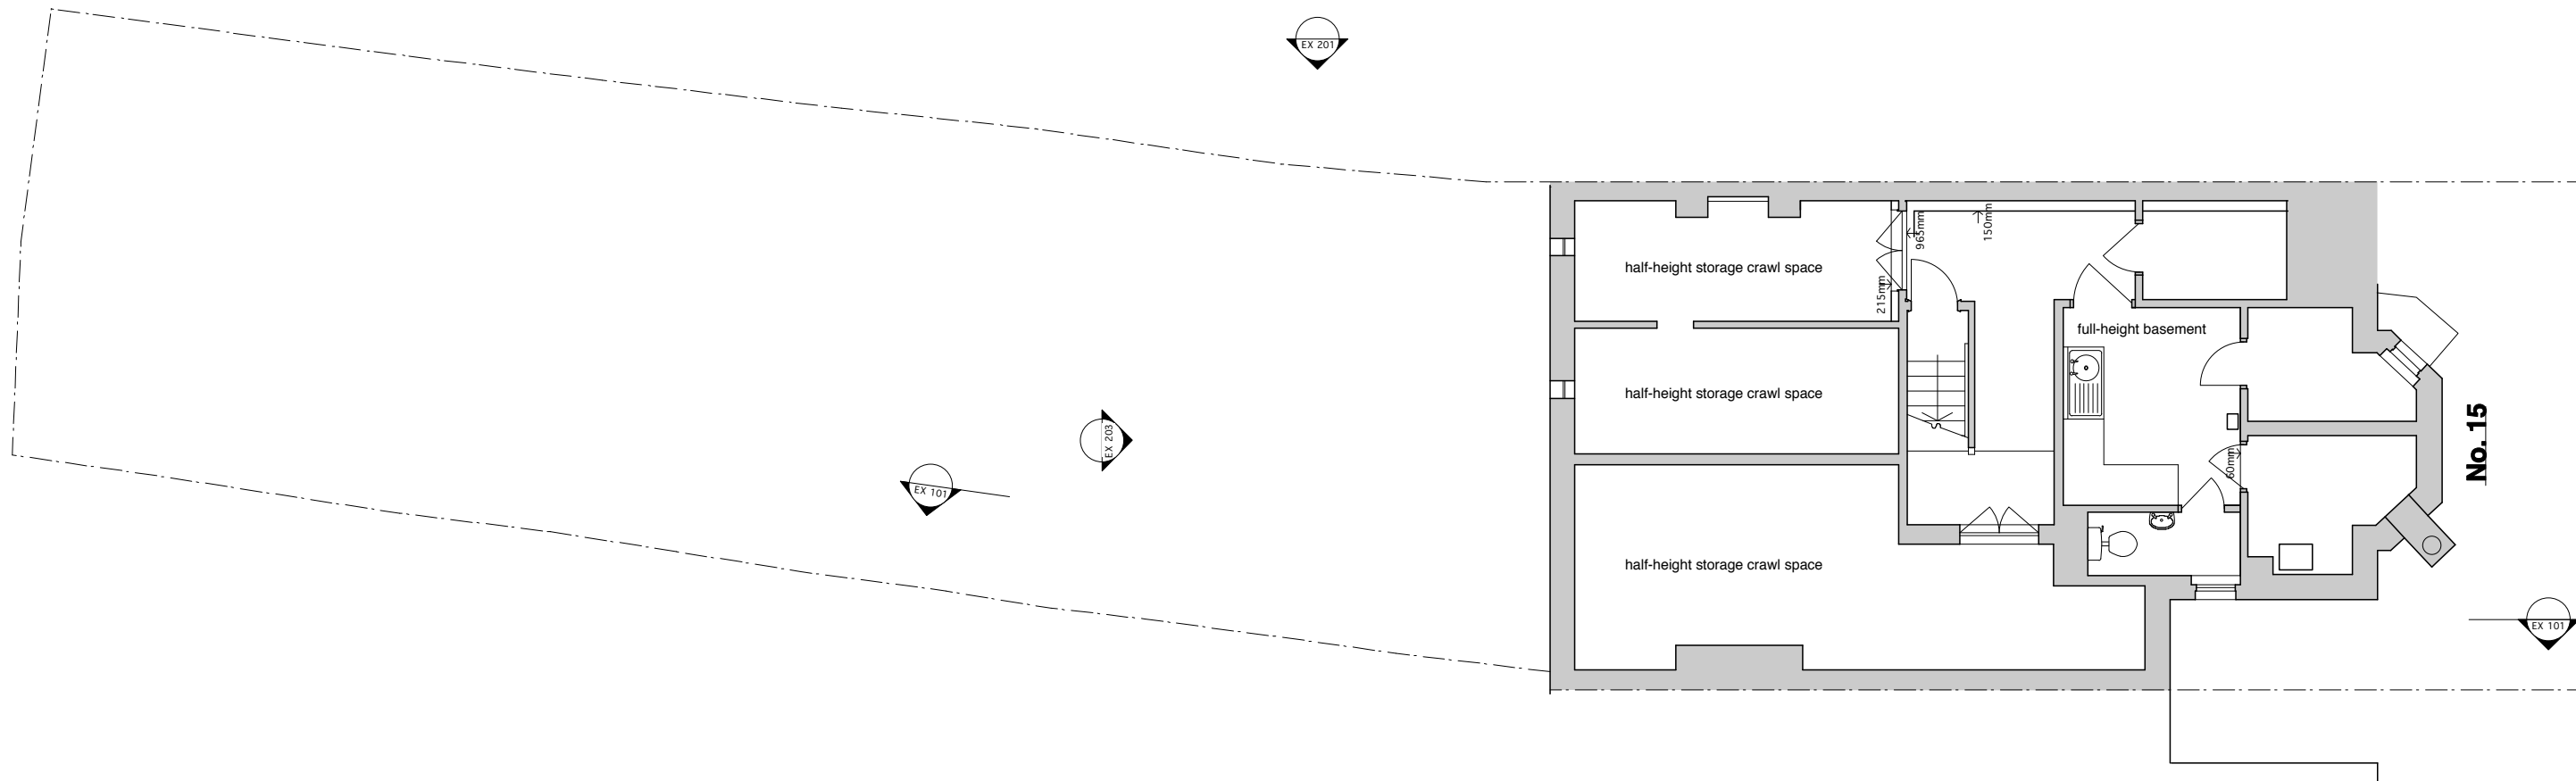 EX 201
965mm
150mm
half-height storage crawl space
215mm
full-height basement
half-height storage crawl space
No. 15
EX 203
60mm
EX 101
half-height storage crawl space
EX 101